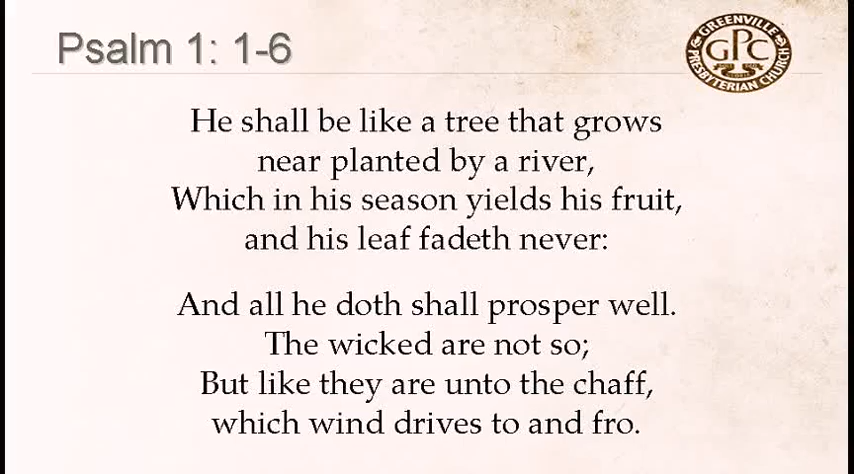 Psalm 1: 1-6
GREENVILLE
GPC
PRESBYTERIAN CHURCH
He shall be like a tree that grows
near planted by a river,
Which in his season yields his fruit,
and his leaf fadeth never:
And all he doth shall prosper well.
The wicked are not so;
But like they are unto the chaff,
which wind drives to and fro.